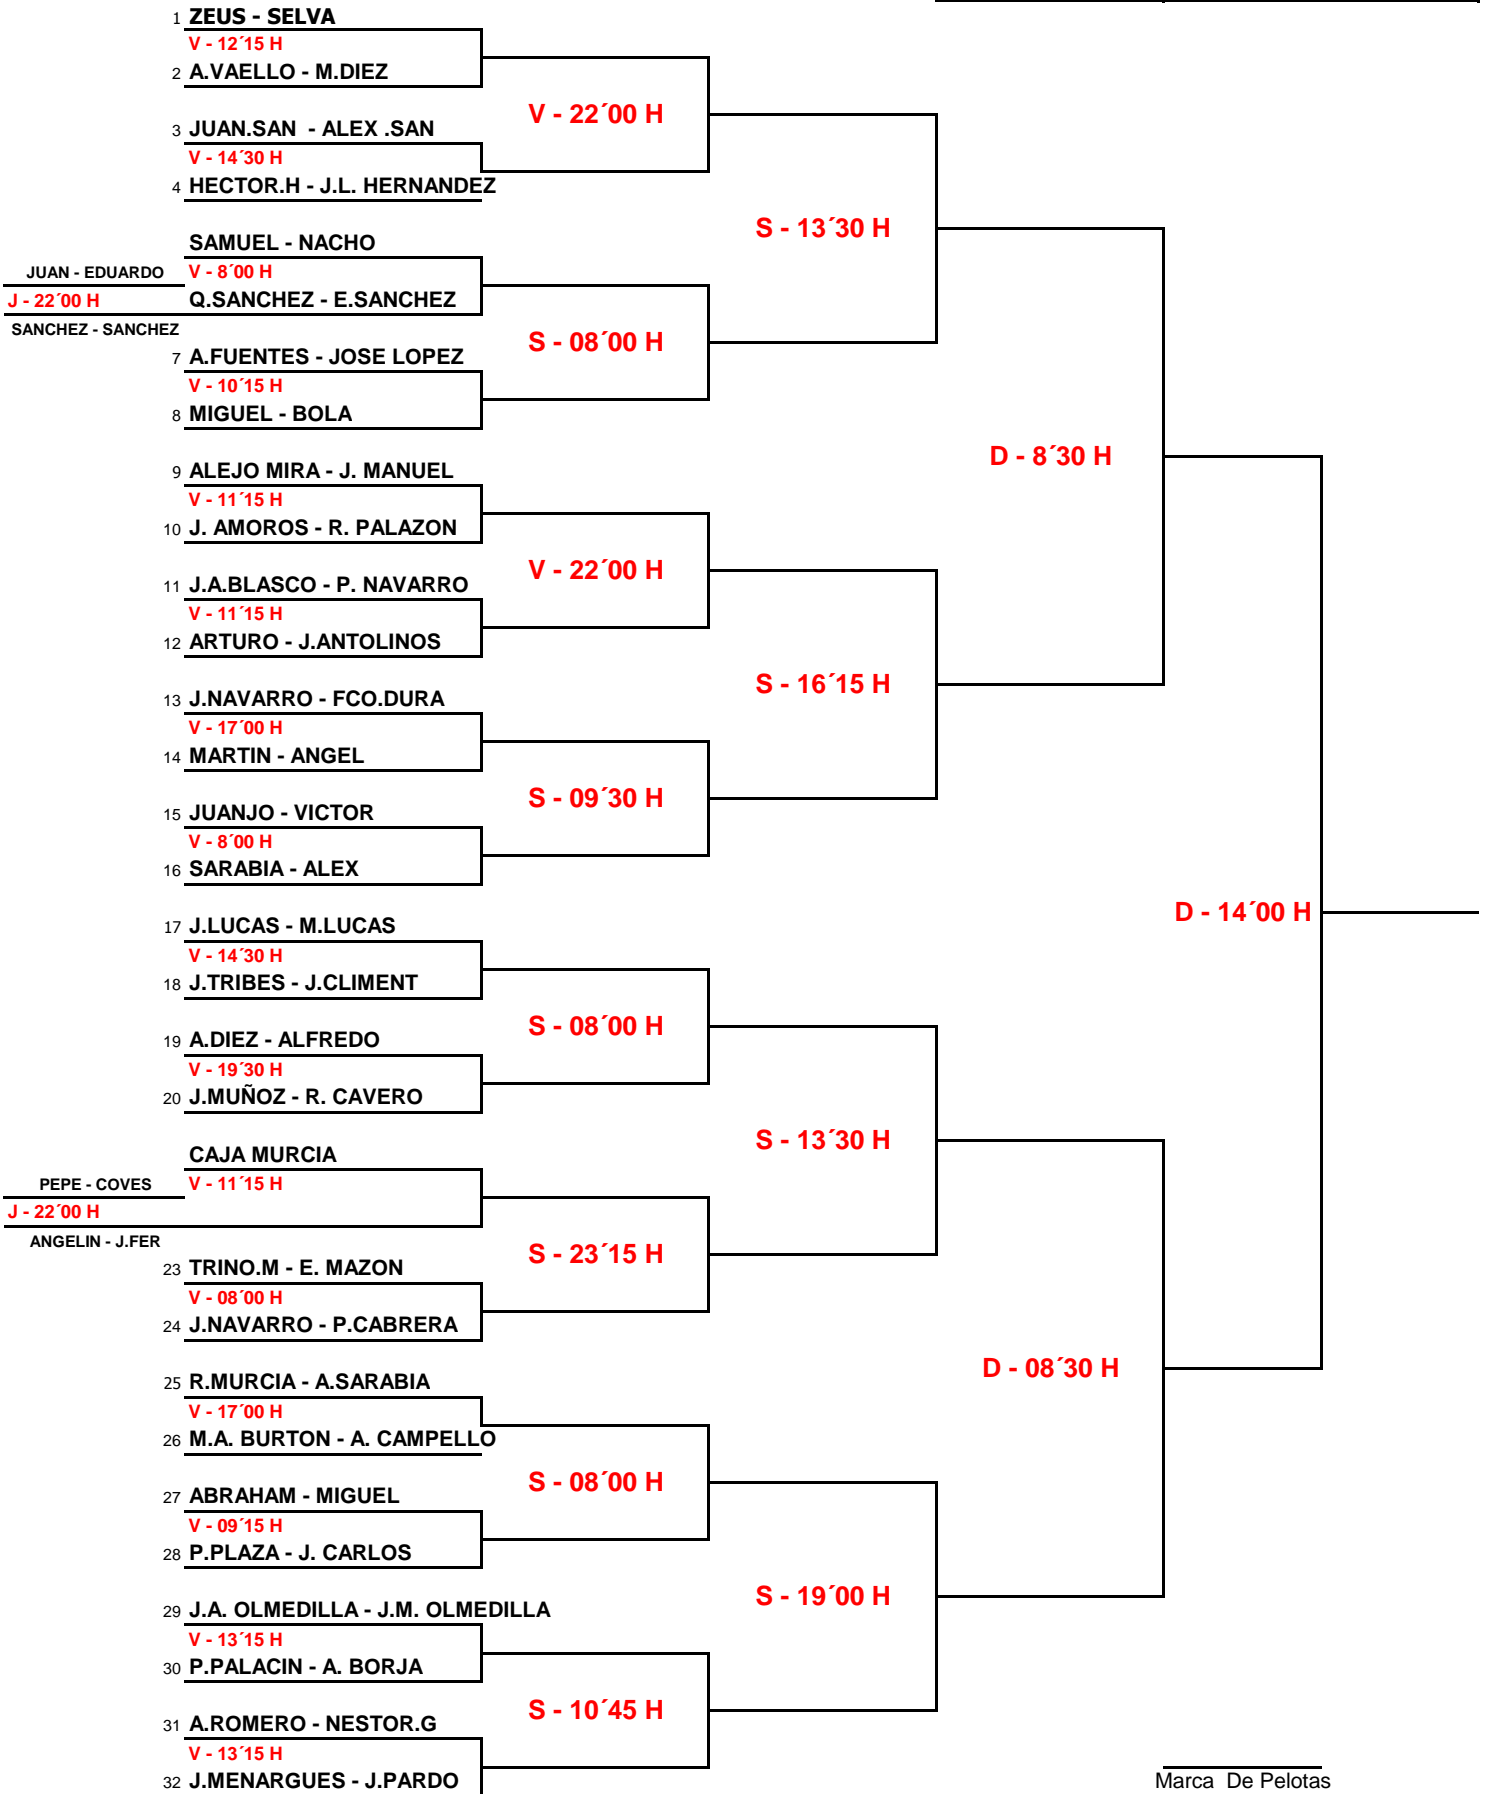 1 ZEUS - SELVA
V - 12´15 H
2 A.VAELLO - M.DIEZ
V - 22´00 H
3 JUAN.SAN - ALEX .SAN
V - 14´30 H
4 HECTOR.H - J.L. HERNANDEZ
S - 13´30 H
SAMUEL - NACHO
JUAN - EDUARDO V - 8´00 H
J - 22´00 H Q.SANCHEZ - E.SANCHEZ
SANCHEZ - SANCHEZ
S - 08´00 H
7 A.FUENTES - JOSE LOPEZ
V - 10´15 H
8 MIGUEL - BOLA
D - 8´30 H
9 ALEJO MIRA - J. MANUEL
V - 11´15 H
10 J. AMOROS - R. PALAZON
V - 22´00 H
11 J.A.BLASCO - P. NAVARRO
V - 11´15 H
12 ARTURO - J.ANTOLINOS
S - 16´15 H
13 J.NAVARRO - FCO.DURA
V - 17´00 H
14 MARTIN - ANGEL
S - 09´30 H
15 JUANJO - VICTOR
V - 8´00 H
16 SARABIA - ALEX
D - 14´00 H
17 J.LUCAS - M.LUCAS
V - 14´30 H
18 J.TRIBES - J.CLIMENT
S - 08´00 H
19 A.DIEZ - ALFREDO
V - 19´30 H
20 J.MUÑOZ - R. CAVERO
S - 13´30 H
CAJA MURCIA
PEPE - COVES V - 11´15 H
J - 22´00 H
ANGELIN - J.FER
S - 23´15 H
23 TRINO.M - E. MAZON
V - 08´00 H
24 J.NAVARRO - P.CABRERA
D - 08´30 H
25 R.MURCIA - A.SARABIA
V - 17´00 H
26 M.A. BURTON - A. CAMPELLO
S - 08´00 H
27 ABRAHAM - MIGUEL
V - 09´15 H
28 P.PLAZA - J. CARLOS
S - 19´00 H
29 J.A. OLMEDILLA - J.M. OLMEDILLA
V - 13´15 H
30 P.PALACIN - A. BORJA
S - 10´45 H
31 A.ROMERO - NESTOR.G
V - 13´15 H
32 J.MENARGUES - J.PARDO
Marca De Pelotas